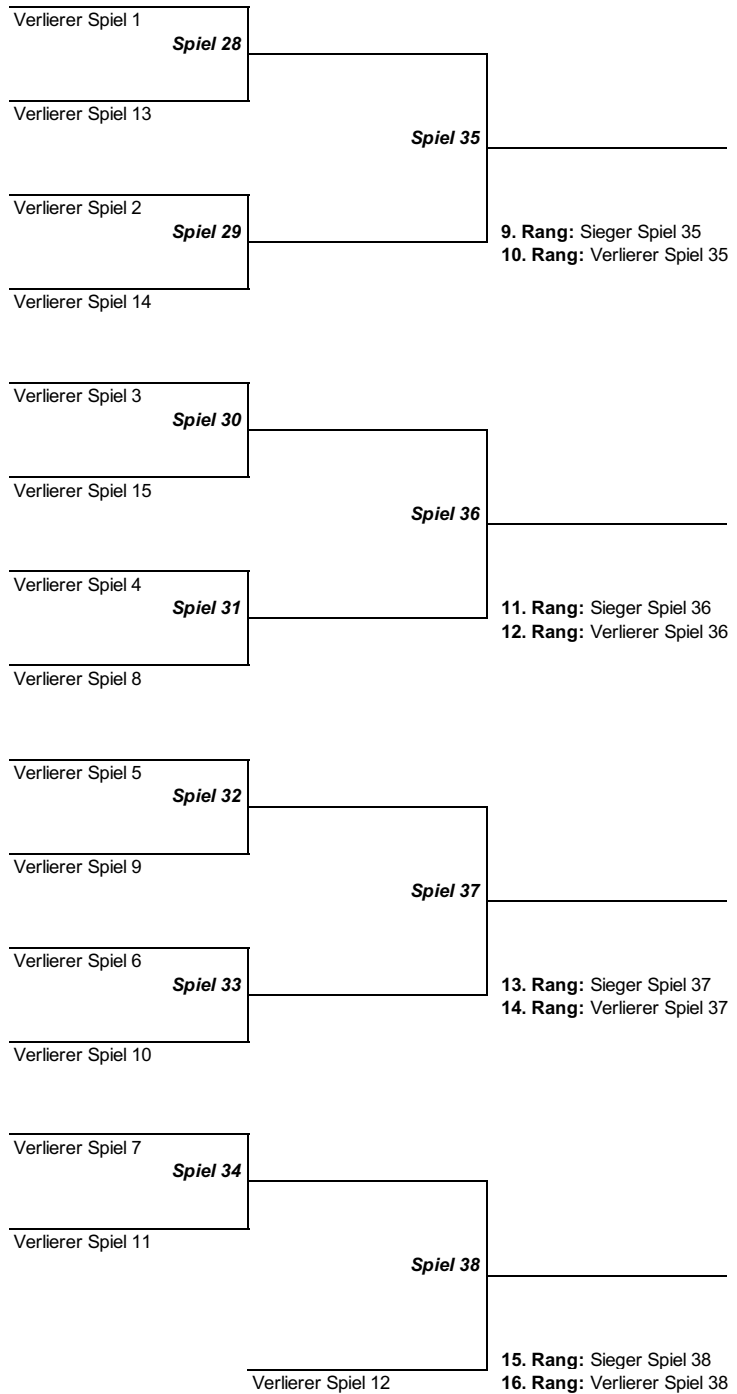 Verlierer Spiel 1
Spiel 28
Verlierer Spiel 13
Spiel 35
Verlierer Spiel 2
Spiel 29
9. Rang: Sieger Spiel 35
10. Rang: Verlierer Spiel 35
Verlierer Spiel 14
Verlierer Spiel 3
Spiel 30
Verlierer Spiel 15
Spiel 36
Verlierer Spiel 4
Spiel 31
11. Rang: Sieger Spiel 36
12. Rang: Verlierer Spiel 36
Verlierer Spiel 8
Verlierer Spiel 5
Spiel 32
Verlierer Spiel 9
Spiel 37
Verlierer Spiel 6
Spiel 33
13. Rang: Sieger Spiel 37
14. Rang: Verlierer Spiel 37
Verlierer Spiel 10
Verlierer Spiel 7
Spiel 34
Verlierer Spiel 11
Spiel 38
15. Rang: Sieger Spiel 38
Verlierer Spiel 12
16. Rang: Verlierer Spiel 38